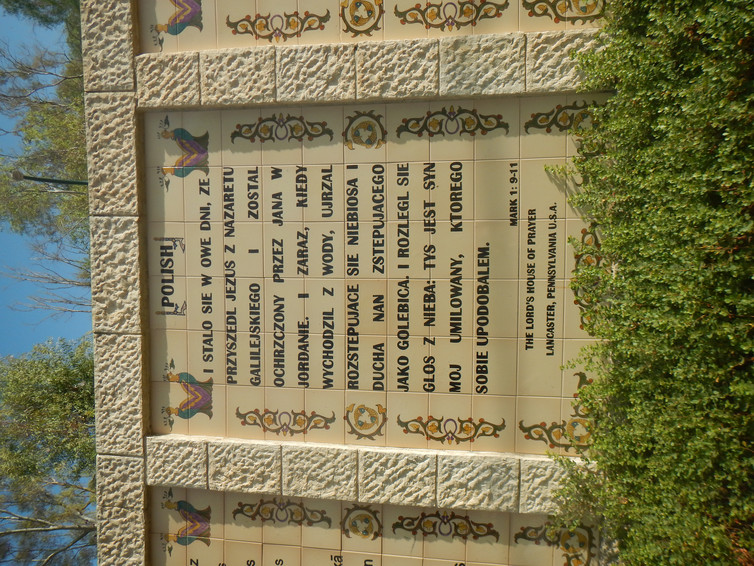 POLISH
I STALO SIE W OWE DNI, ZE
PRZYSZEDL JEZUS Z NAZARETU
GALILEJSKIEGO I ZOSTAL
OCHRZCZONY PRZEZ JANA W
JORDANIE. I ZARAZ, KIEDY
WYCHODZIL Z WODY, UJRZAL
ROZSTEPUJACE SIE NIEBIOSA I
DUCHA NAN ZSTEPUJACEGO
JAKO GOLEBICA. I ROZLEGL SIE
GLOS Z NIEBA: TYS JEST SYN
MOJ UMILOWANY, KTOREGO
SOBIE UPODOBALEM.
MARK 1: 9-11
THE LORD'S HOUSE OF PRAYER
LANCASTER, PENNSYLVANIA U.S.A.